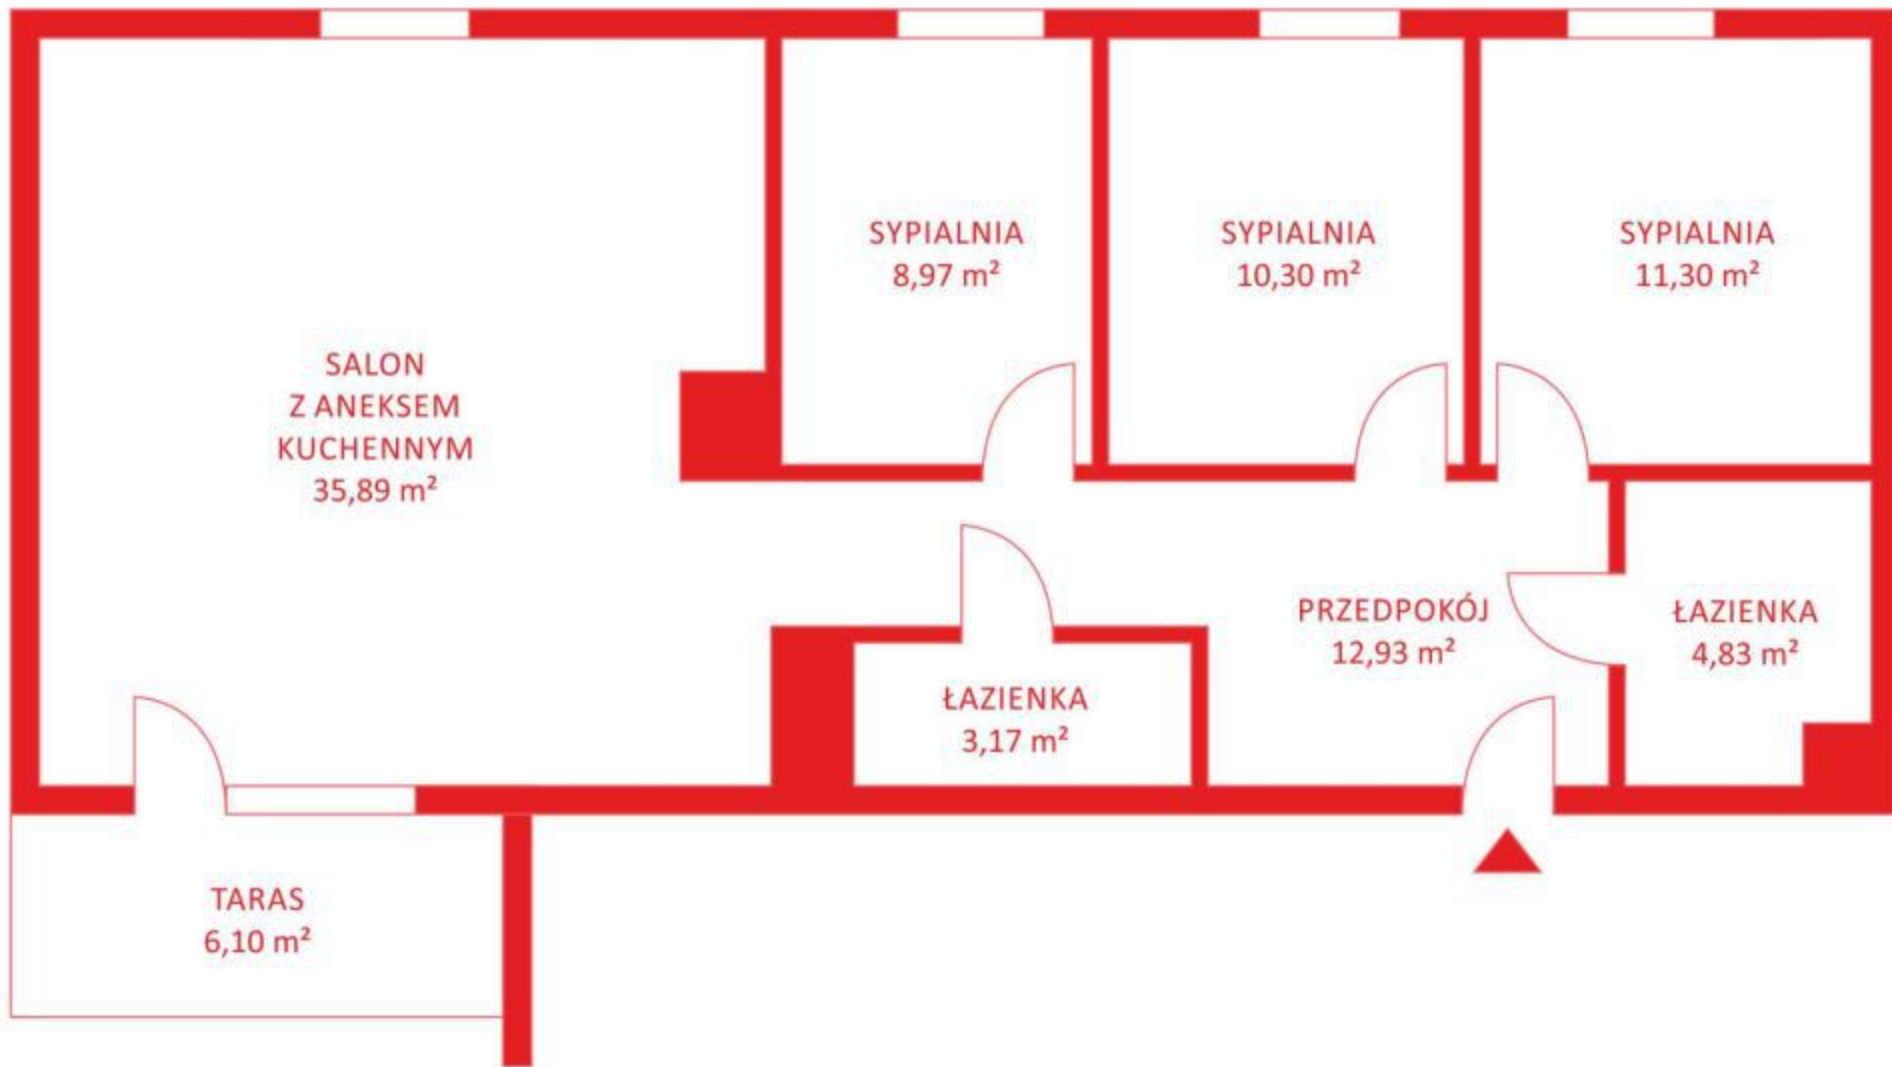 SYPIALNIA
8,97 m²
SYPIALNIA
10,30 m²
SYPIALNIA
11,30 m²
SALON
Z ANEKSEM
KUCHENNYM
35,89 m²
PRZEDPOKÓJ
12,93 m²
ŁAZIENKA
4,83 m²
ŁAZIENKA
3,17 m²
TARAS
6,10 m²